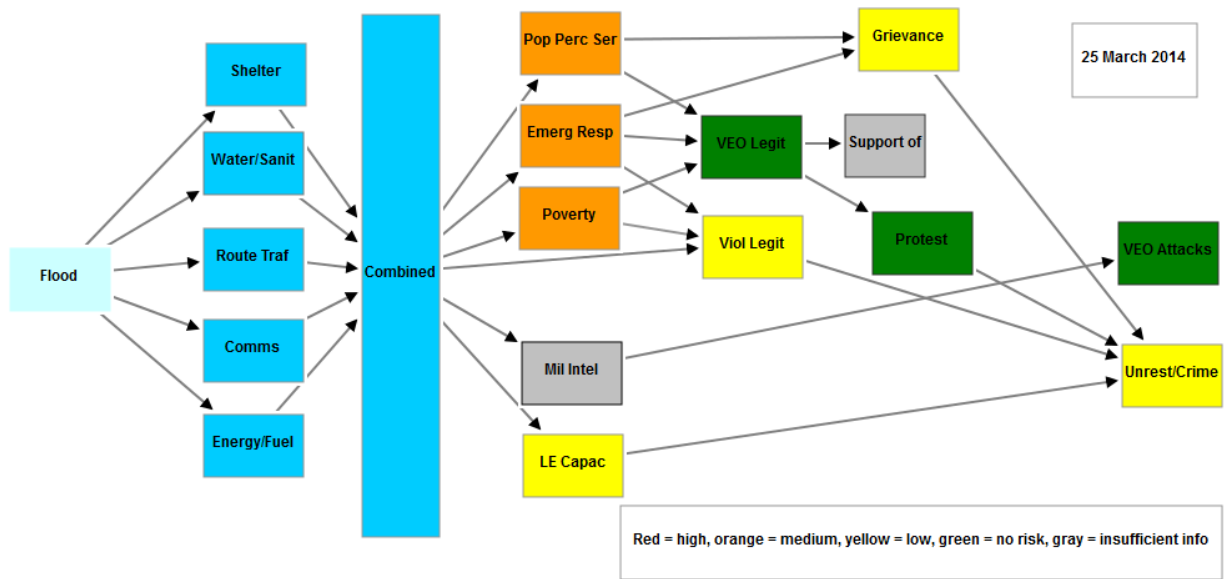 Flood
Shelter
Water/Sanit
Route Traf
Comms
Energy/Fuel
Combined
Pop Perc Ser
Emerg Resp
Poverty
Mil Intel
LE Capac
VEO Legit
Viol Legit
Grievance
Support of
Protest
25 March 2014
VEO Attacks
Unrest/Crime
Red = high, orange = medium, yellow = low, green = no risk, gray = insufficient info